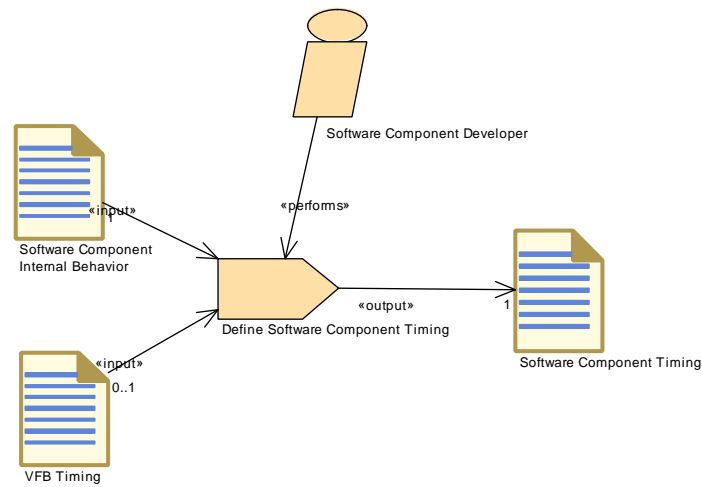 Software Component Developer
«input»
1
«performs»
Software Component
Internal Behavior
«output»
1
Define Software Component Timing
Software Component Timing
«input»
0..1
VFB Timing